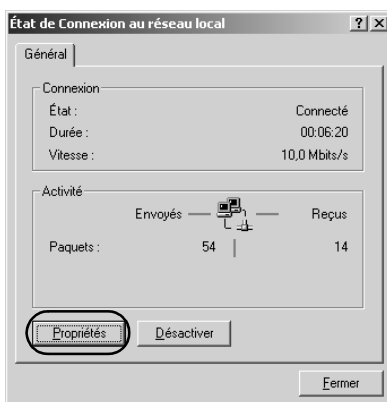 État de Connexion au réseau local ? ×
Général
Connexion
État : Connecté
Durée : 00:06:20
Vitesse : 10,0 Mbits/s
Activité
Envoyés — Reçus
Paquets : 54 | 14
Propriétés Désactiver
Fermer